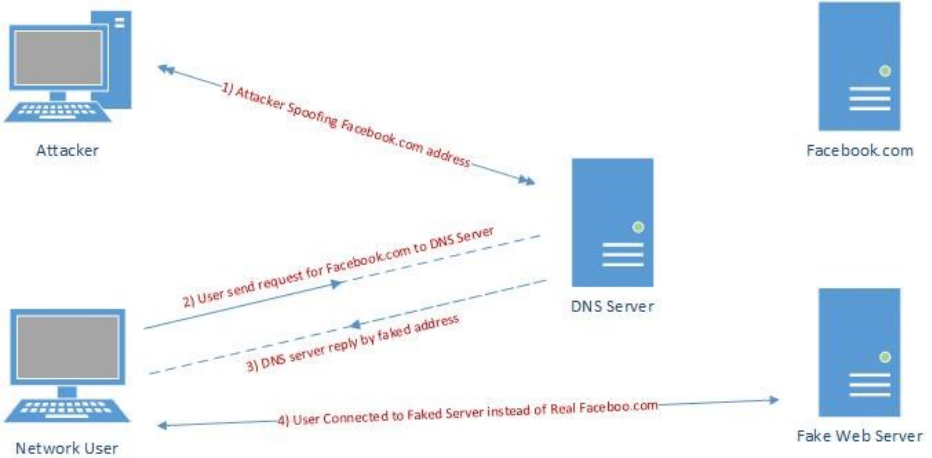 Attacker
1) Attacker Spoofing Facebook.com address
Facebook.com
DNS Server
2) User send request for Facebook.com to DNS Server
3) DNS server reply by faked address
4) User Connected to Faked Server instead of Real Faceboo.com
Network User
Fake Web Server